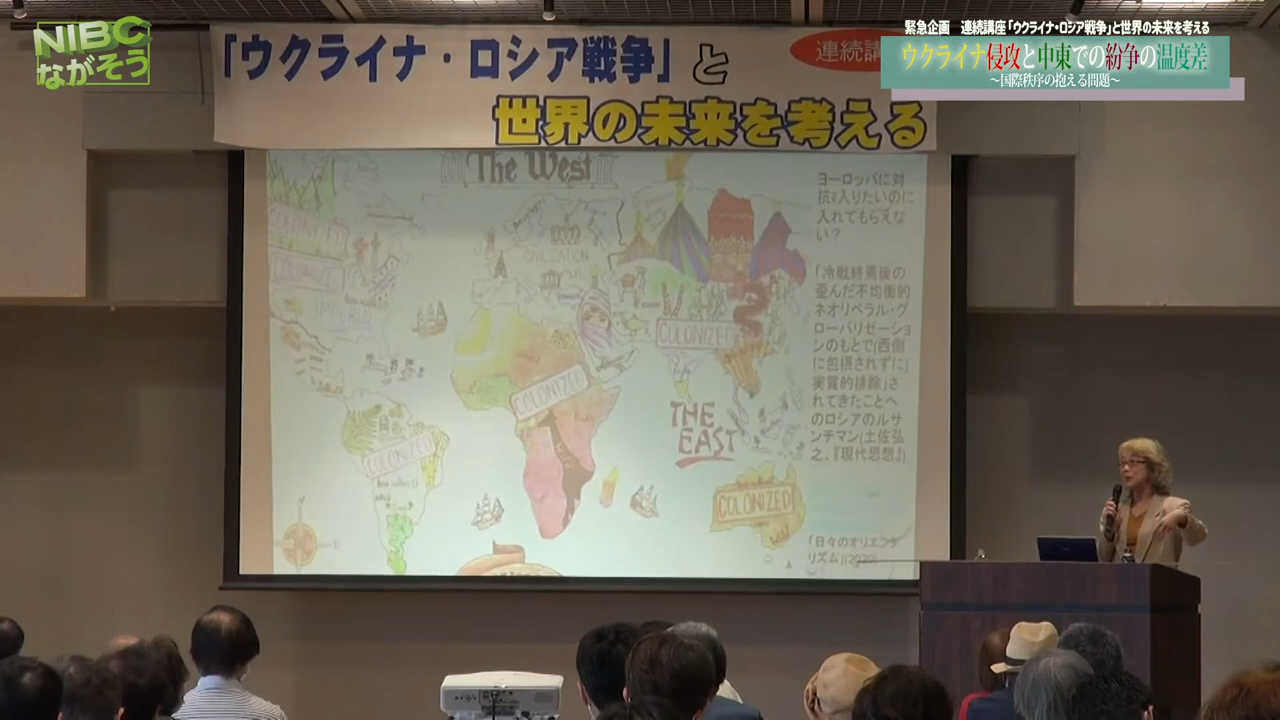 NIBC
ながそう
緊急企画 連続講座「ウクライナ・ロシア戦争」と世界の未来を考える
ウクライナ侵攻と中東での紛争の温度差
～国際秩序の抱える問題～
「ウクライナ・ロシア戦争」と
連続講
世界の未来を考える
The West
COLONIZED
COLONIZED
IMPERIAL
CIVILIZATION
COLONIZED
COLONIZED
COLONIZED
THE
EAST
COLONIZED
ヨーロッパに対
入りたいのに
入れてもらえな
い？
「冷戦終焉後の
歪んだ不均衡的
ネオリベラル・グ
ローバリゼーショ
ンのもとで(西側
に包摂されずに)
実質的排除」さ
れてきたことへ
のロシアのルサ
ンチマン(土佐弘
之、『現代思想』)
「日々のオリエンタ
リズム」(2020)